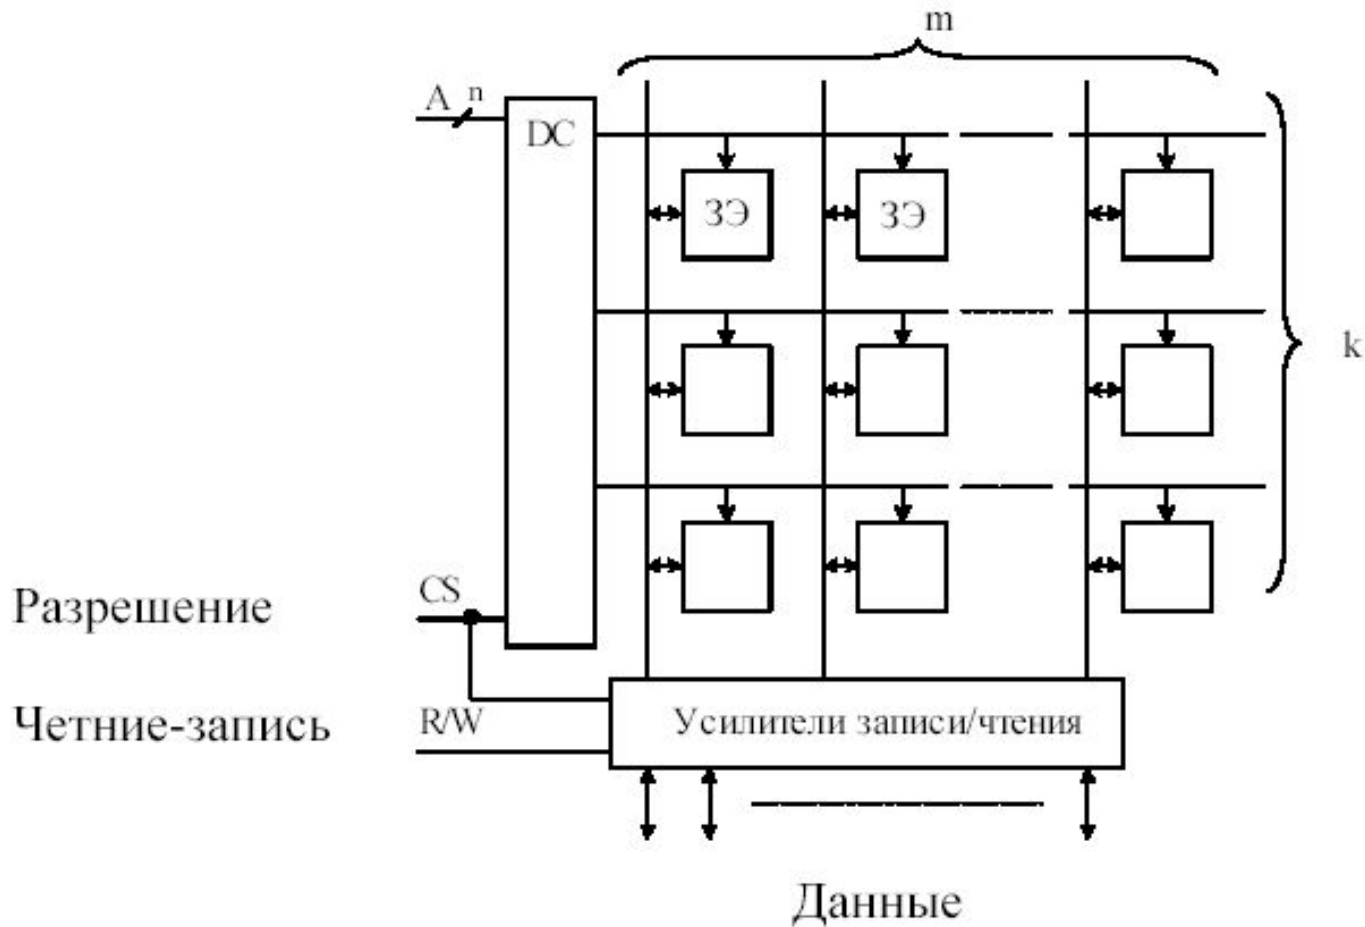 m
A n
DC
ЗЭ ЗЭ
k
CS
Разрешение
R/W
Четние-запись
Усилители записи/чтения
Данные